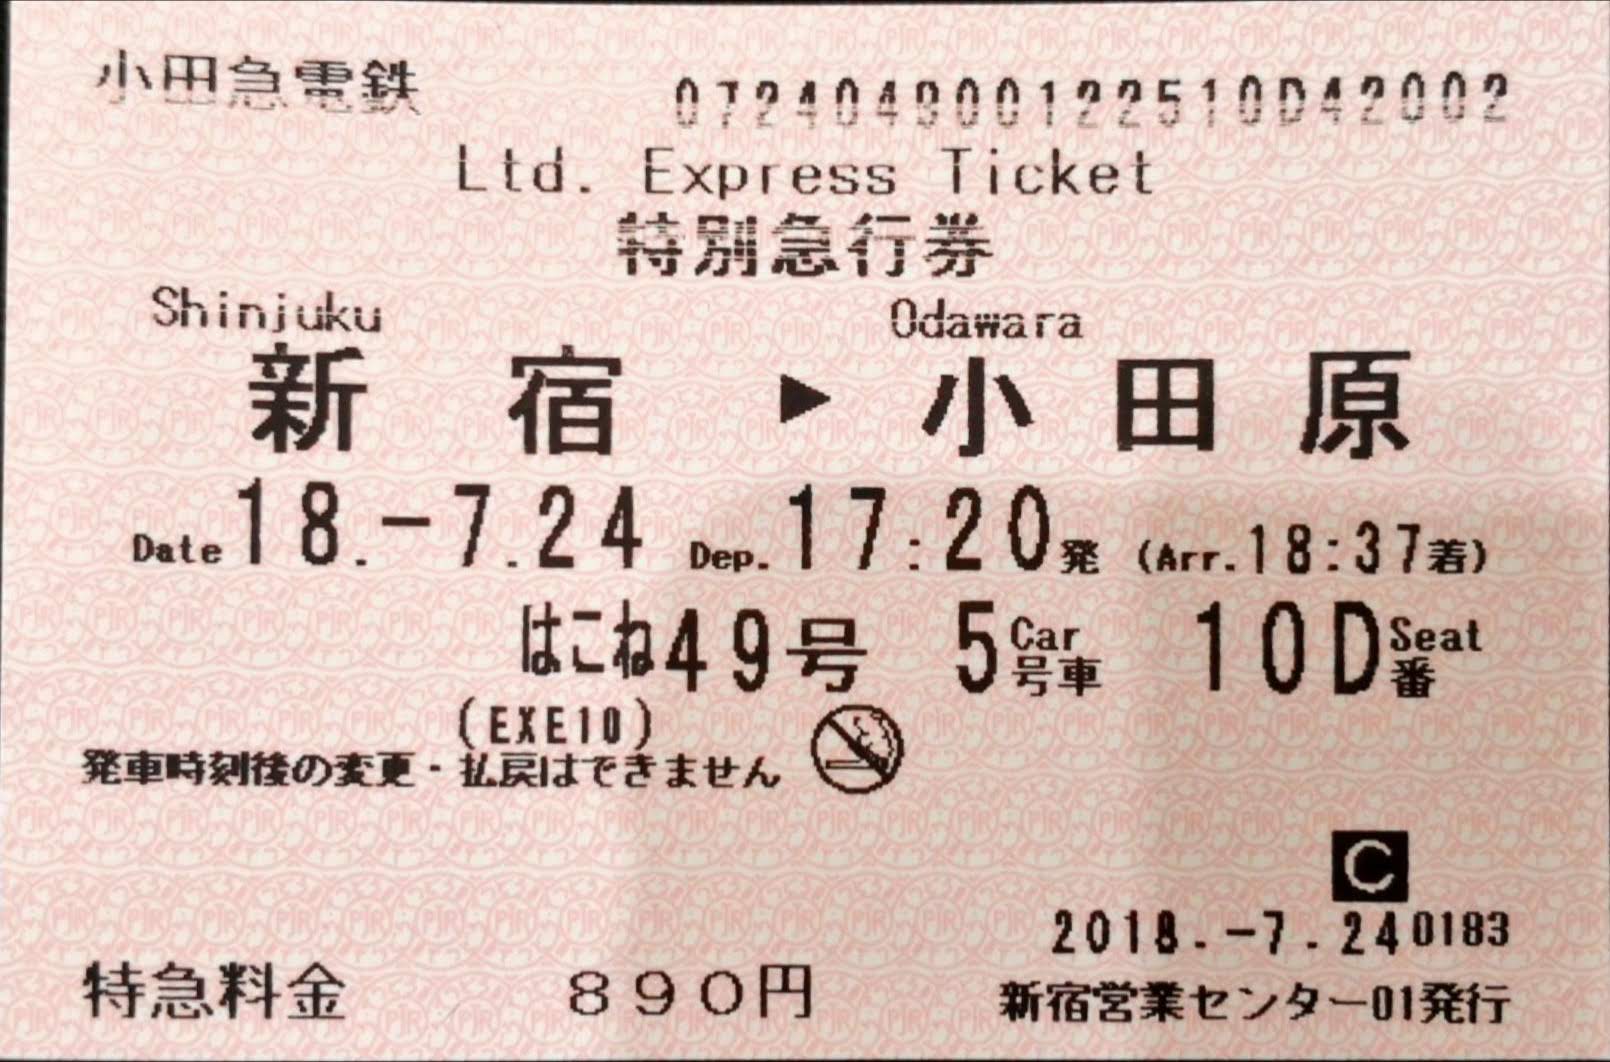 小田急電鉄
072404900122510D42002
Ltd. Express Ticket
特別急行券
Shinjuku Odawara
新宿 ▶ 小田原
Date 18.-7.24 Dep. 17:20発 (Arr. 18:37着)
はこね49号 5 Car 号車 10D Seat 番
(EXE10)
発車時刻後の変更・払戻はできません
C
2018.-7.24 0183
特急料金 890円 新宿営業センター01発行